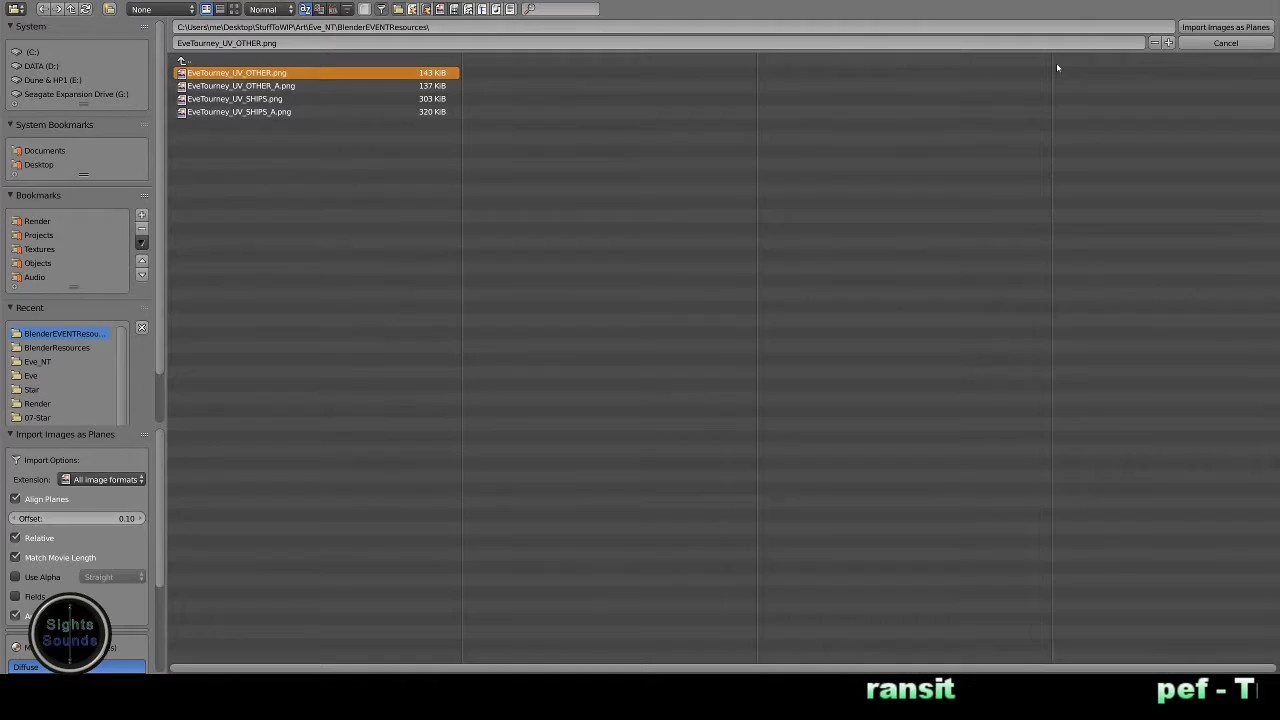 None
Normal
System
C:\Users\me\Desktop\StuffToWIP\Art\Eve_NT\BlenderEVENTResources\
Import Images as Planes
EveTourney_UV_OTHER.png
Cancel
(C:)
DATA (D:)
Dune & HP1 (E:)
Seagate Expansion Drive (G:)
..
EveTourney_UV_OTHER.png 143 KiB
EveTourney_UV_OTHER_A.png 137 KiB
EveTourney_UV_SHIPS.png 303 KiB
EveTourney_UV_SHIPS_A.png 320 KiB
System Bookmarks
Documents
Desktop
Bookmarks
Render
Projects
Textures
Objects
Audio
Recent
BlenderEVENTResou...
BlenderResources
Eve_NT
Eve
Star
Render
07-Star
Import Images as Planes
Import Options:
Extension: All image formats
Align Planes
Offset: 0.10
Relative
Match Movie Length
Use Alpha Straight
Fields
Sights
Sounds
Diffuse
ransit pef - T